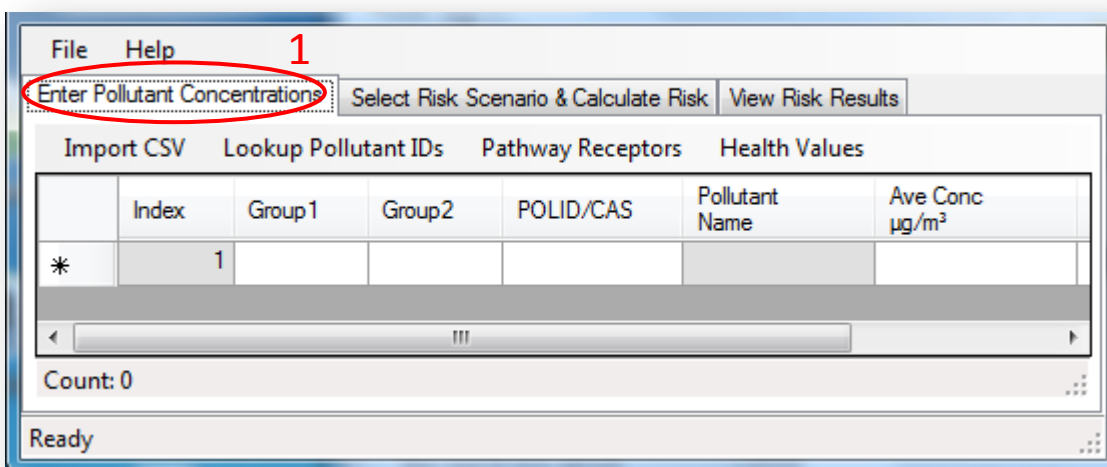 File Help 1
Enter Pollutant Concentrations Select Risk Scenario & Calculate Risk View Risk Results
Import CSV Lookup Pollutant IDs Pathway Receptors Health Values
Index Group1 Group2 POLID/CAS Pollutant Name Ave Conc µg/m³
* 1
Count: 0
Ready